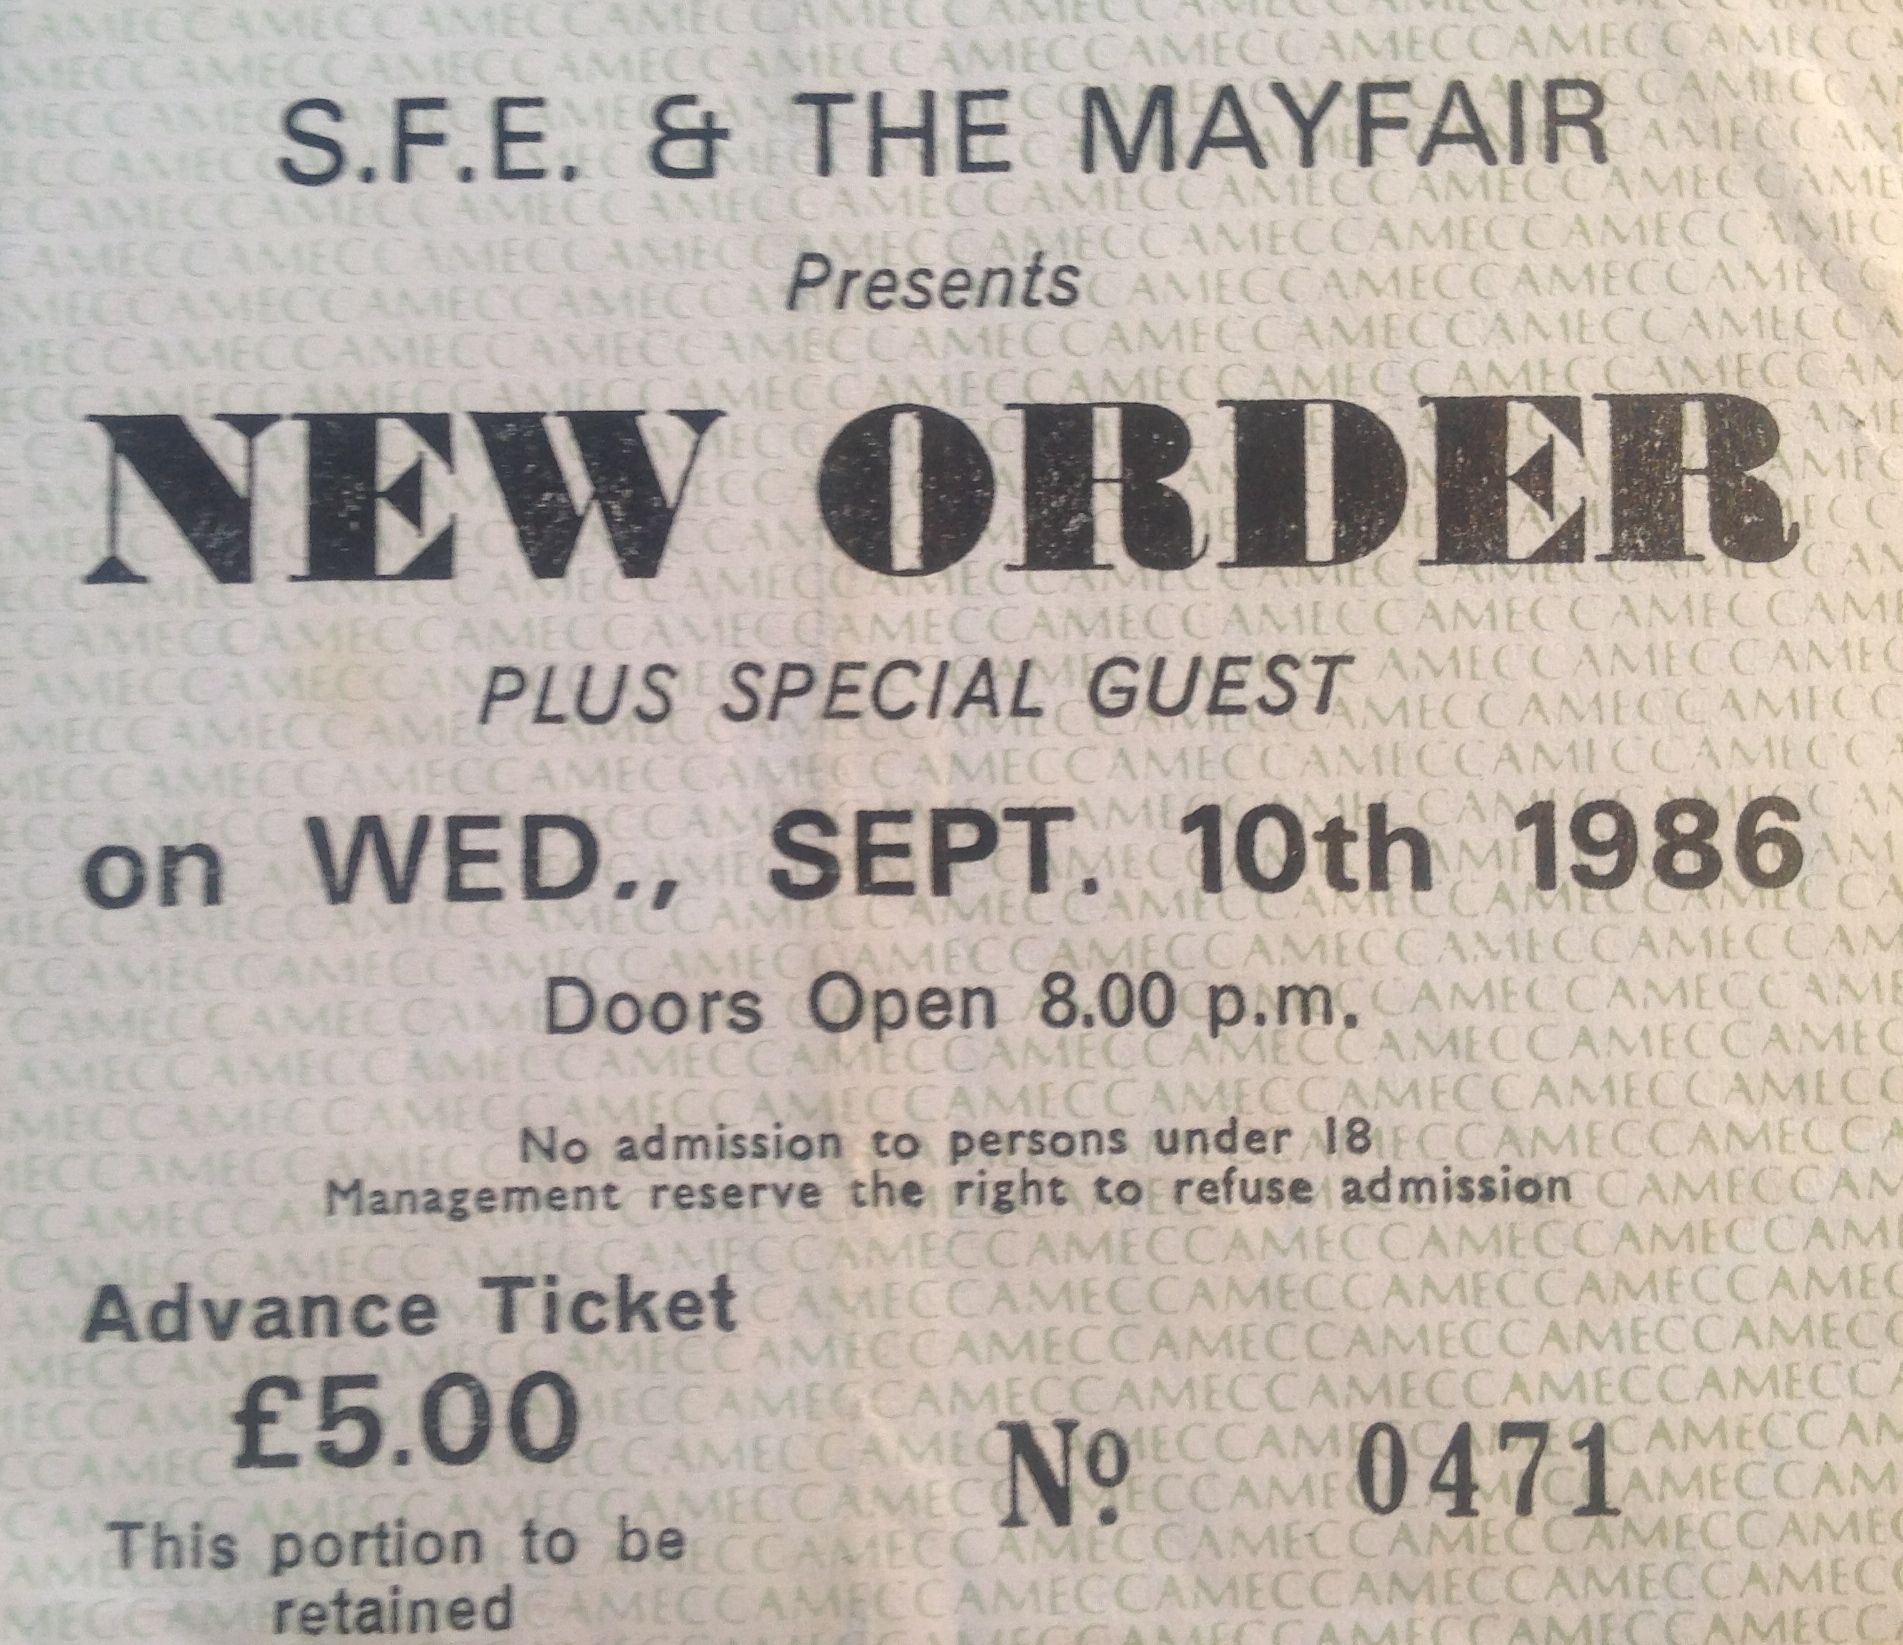 S.F.E. & THE MAYFAIR
Presents
NEW ORDER
PLUS SPECIAL GUEST
on WED., SEPT. 10th 1986
Doors Open 8.00 p.m.
No admission to persons under 18
Management reserve the right to refuse admission
Advance Ticket
£5.00
Nº 0471
This portion to be
retained